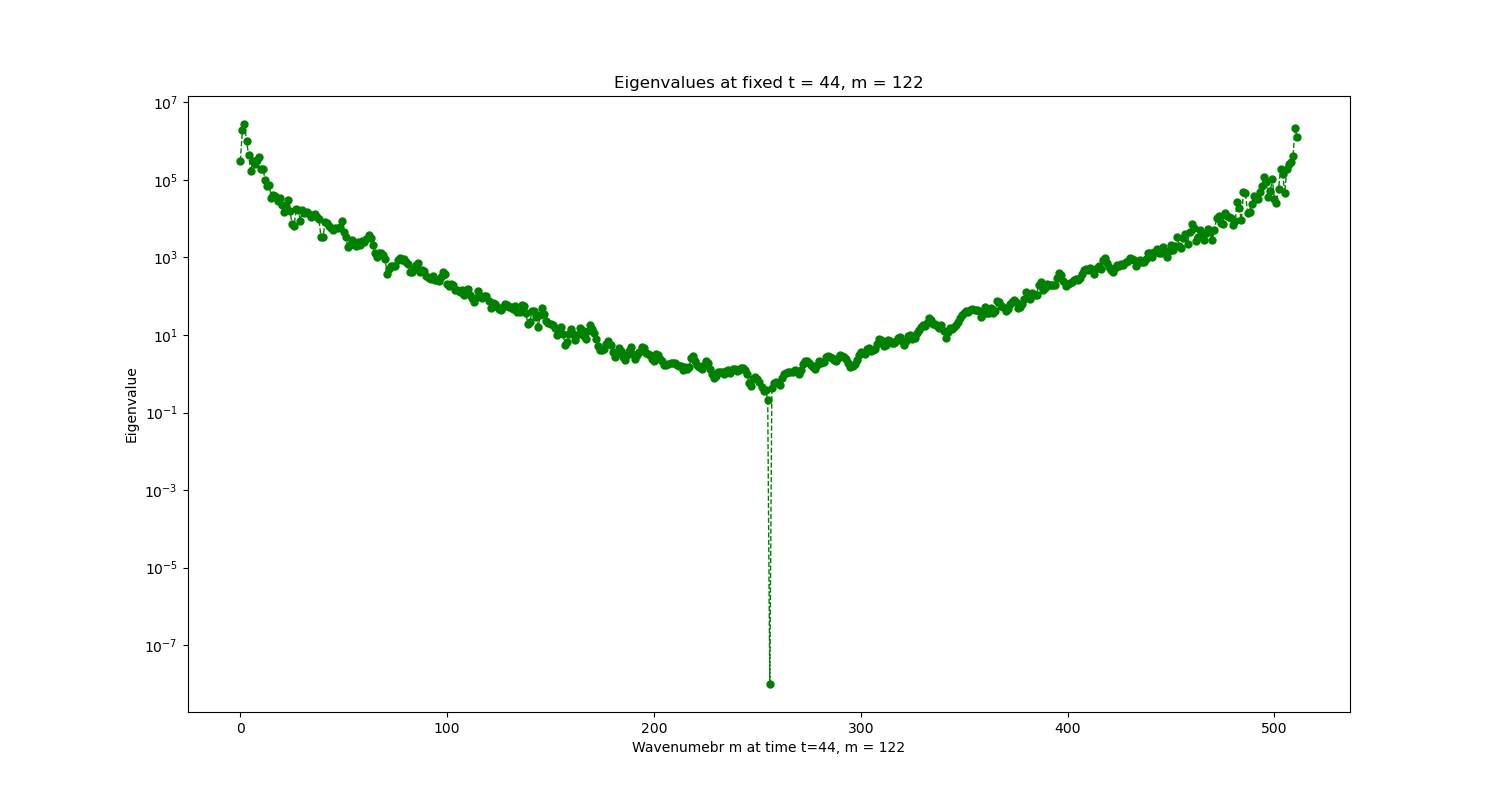 Eigenvalues at fixed t = 44, m = 122
10^7
10^5
10^3
10^1
10^-1
10^-3
10^-5
10^-7
Eigenvalue
0 100 200 300 400 500
Wavenumebr m at time t=44, m = 122